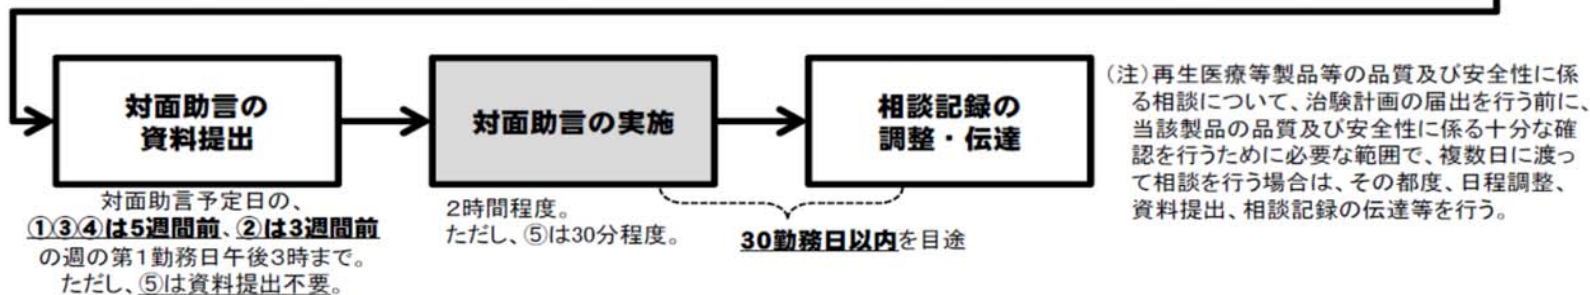 対面助言の
資料提出
対面助言予定日の、
①③④は5週間前、②は3週間前
の週の第1勤務日午後3時まで。
ただし、⑤は資料提出不要。
対面助言の実施
2時間程度。
ただし、⑤は30分程度。
相談記録の
調整・伝達
30勤務日以内を目途
(注)再生医療等製品等の品質及び安全性に係
る相談について、治験計画の届出を行う前に、
当該製品の品質及び安全性に係る十分な確
認を行うために必要な範囲で、複数日に渡っ
て相談を行う場合は、その都度、日程調整、
資料提出、相談記録の伝達等を行う。